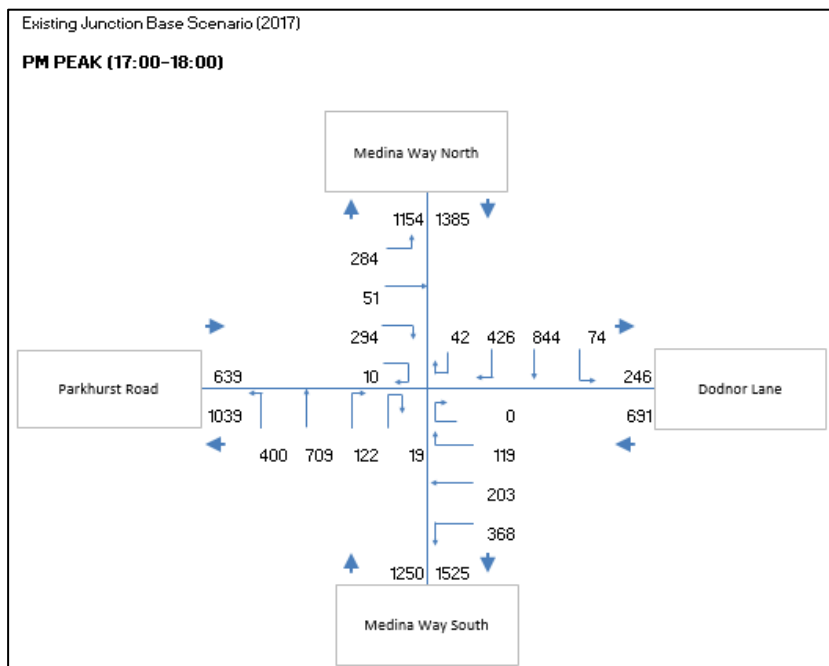 Existing Junction Base Scenario (2017)
PM PEAK (17:00-18:00)
Medina Way North
1154 1385
284
51
294 42 426 844 74
639 10 246
Parkhurst Road Dodnor Lane
1039 0 691
400 709 122 19 119
203
368
1250 1525
Medina Way South